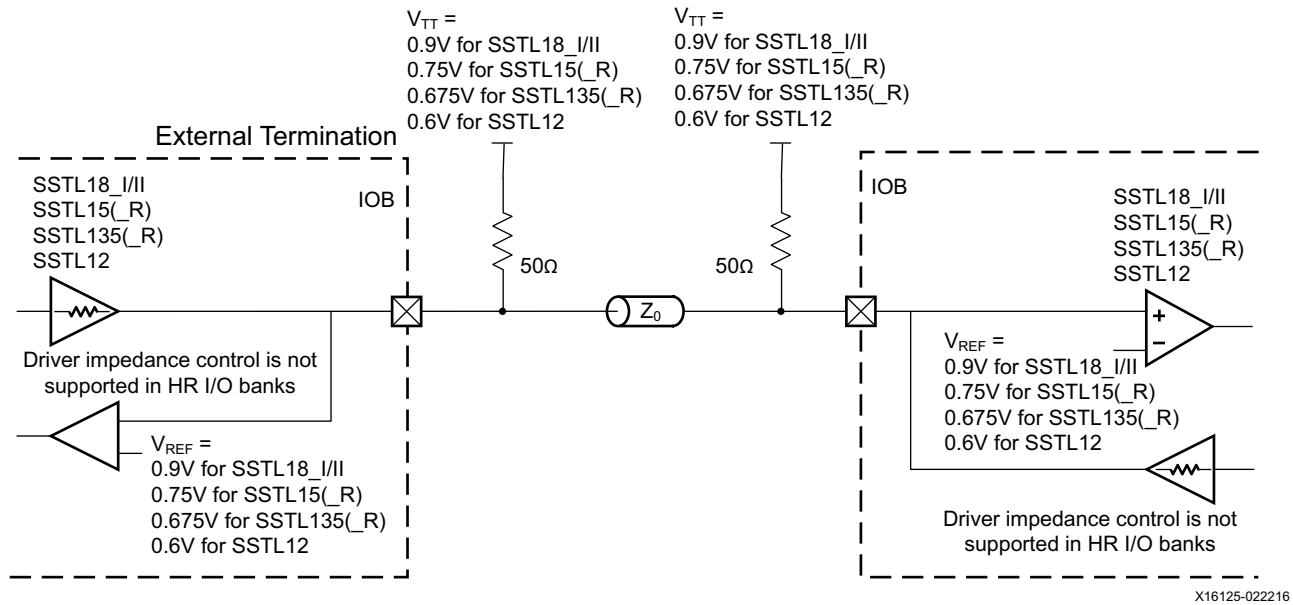 V_TT =
0.9V for SSTL18_I/II
0.75V for SSTL15(_R)
0.675V for SSTL135(_R)
0.6V for SSTL12
V_TT =
0.9V for SSTL18_I/II
0.75V for SSTL15(_R)
0.675V for SSTL135(_R)
0.6V for SSTL12
External Termination
IOB
SSTL18_I/II
SSTL15(_R)
SSTL135(_R)
SSTL12
50Ω
Z_0
50Ω
IOB
SSTL18_I/II
SSTL15(_R)
SSTL135(_R)
SSTL12
+
–
Driver impedance control is not
supported in HR I/O banks
V_REF =
0.9V for SSTL18_I/II
0.75V for SSTL15(_R)
0.675V for SSTL135(_R)
0.6V for SSTL12
V_REF =
0.9V for SSTL18_I/II
0.75V for SSTL15(_R)
0.675V for SSTL135(_R)
0.6V for SSTL12
Driver impedance control is not
supported in HR I/O banks
X16125-022216